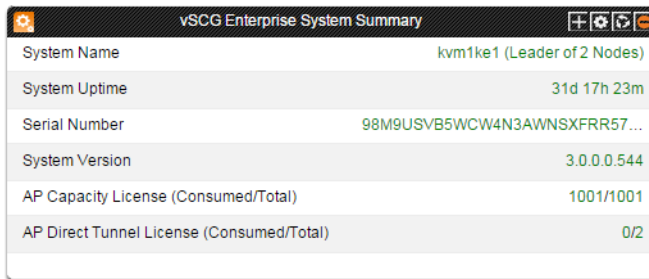 vSCG Enterprise System Summary
System Name kvm1ke1 (Leader of 2 Nodes)
System Uptime 31d 17h 23m
Serial Number 98M9USVB5WCW4N3AWNSXFRR57...
System Version 3.0.0.0.544
AP Capacity License (Consumed/Total) 1001/1001
AP Direct Tunnel License (Consumed/Total) 0/2